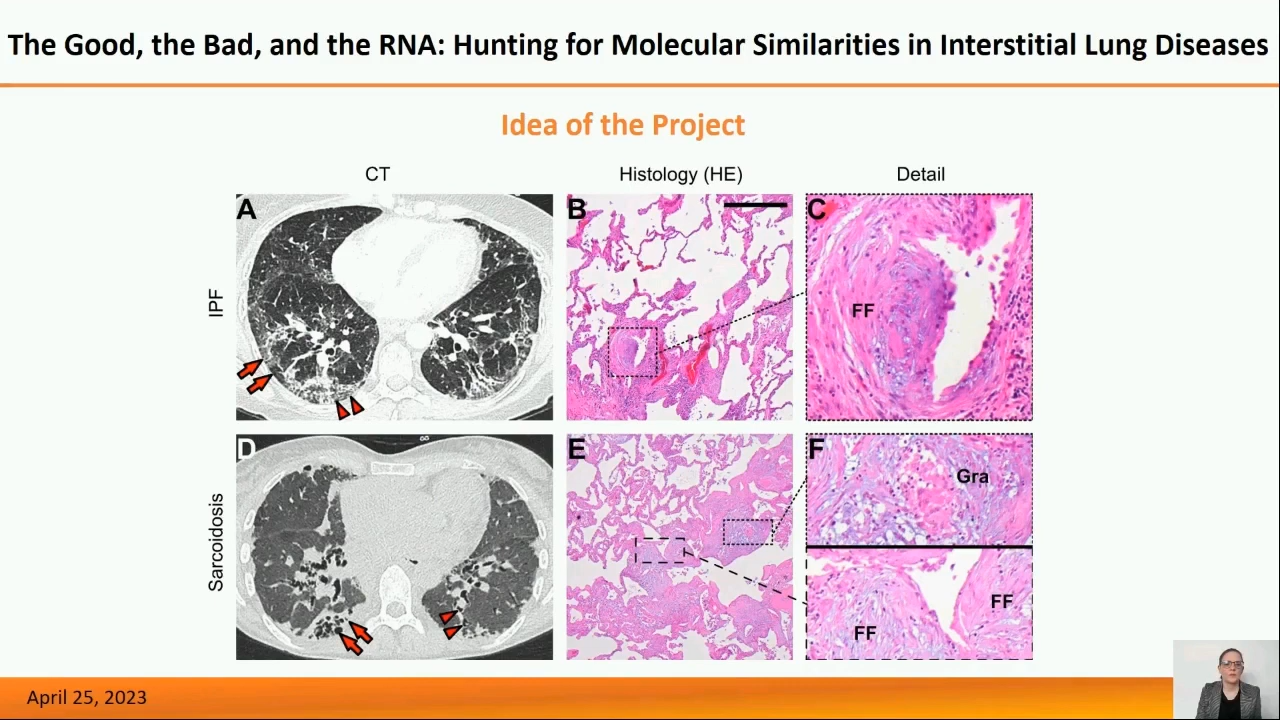 The Good, the Bad, and the RNA: Hunting for Molecular Similarities in Interstitial Lung Diseases
Idea of the Project
CT
Histology (HE)
Detail
IPF
A
B
C
FF
Sarcoidosis
D
E
F
Gra
FF
FF
April 25, 2023